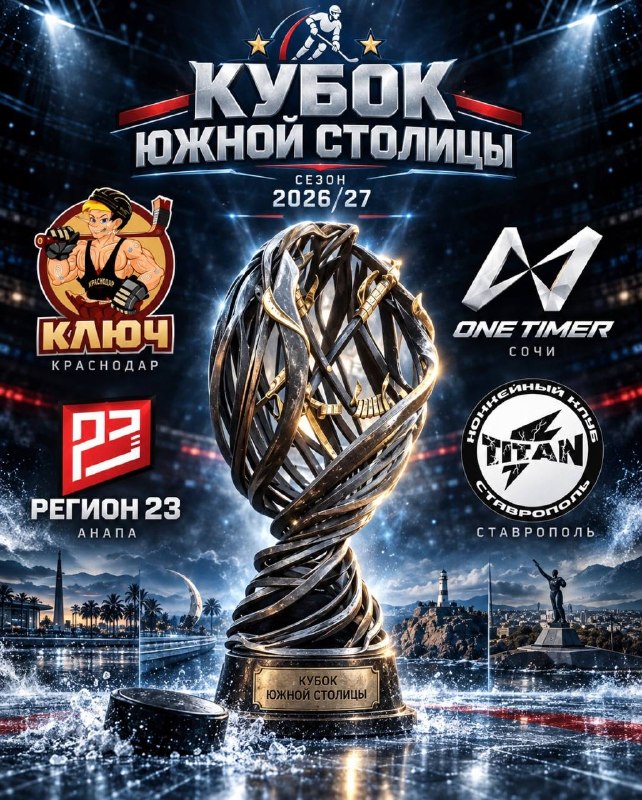 КУБОК
ЮЖНОЙ СТОЛИЦЫ
СЕЗОН
2026/27
КРАСНОДАР
КЛЮЧ
КРАСНОДАР
ONE TIMER
СОЧИ
РЕГИОН 23
АНАПА
ХОККЕЙНЫЙ КЛУБ
TITAN
СТАВРОПОЛЬ
СТАВРОПОЛЬ
КУБОК
ЮЖНОЙ СТОЛИЦЫ